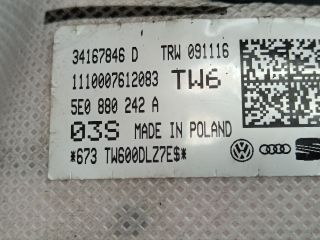 34167846 D TRW 091116
1110007612083 TW6
5E0 880 242 A
03S MADE IN POLAND
*673 TW600DLZ7E$*